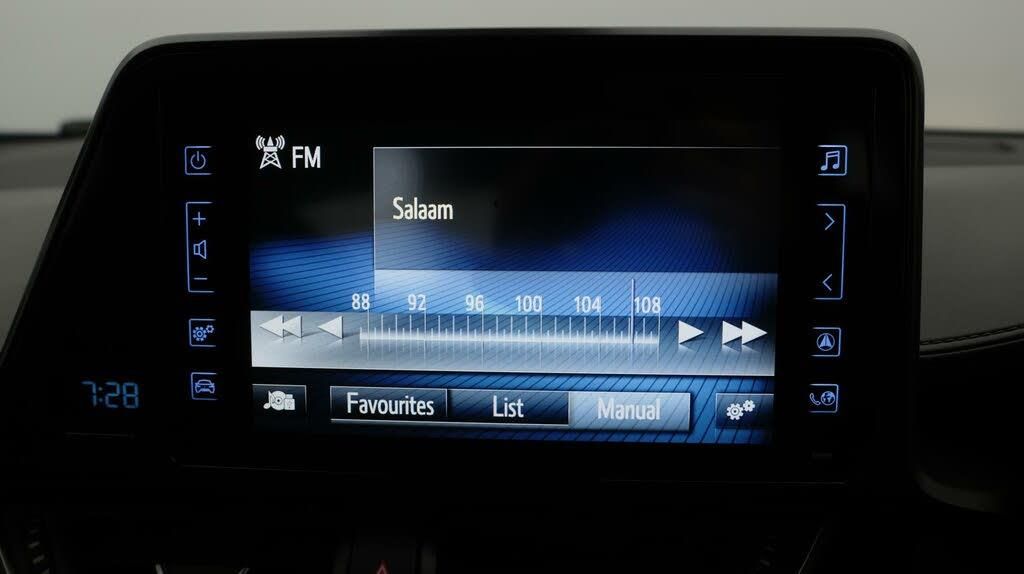 FM
Salaam
88 92 96 100 104 108
7:28
Favourites List Manual